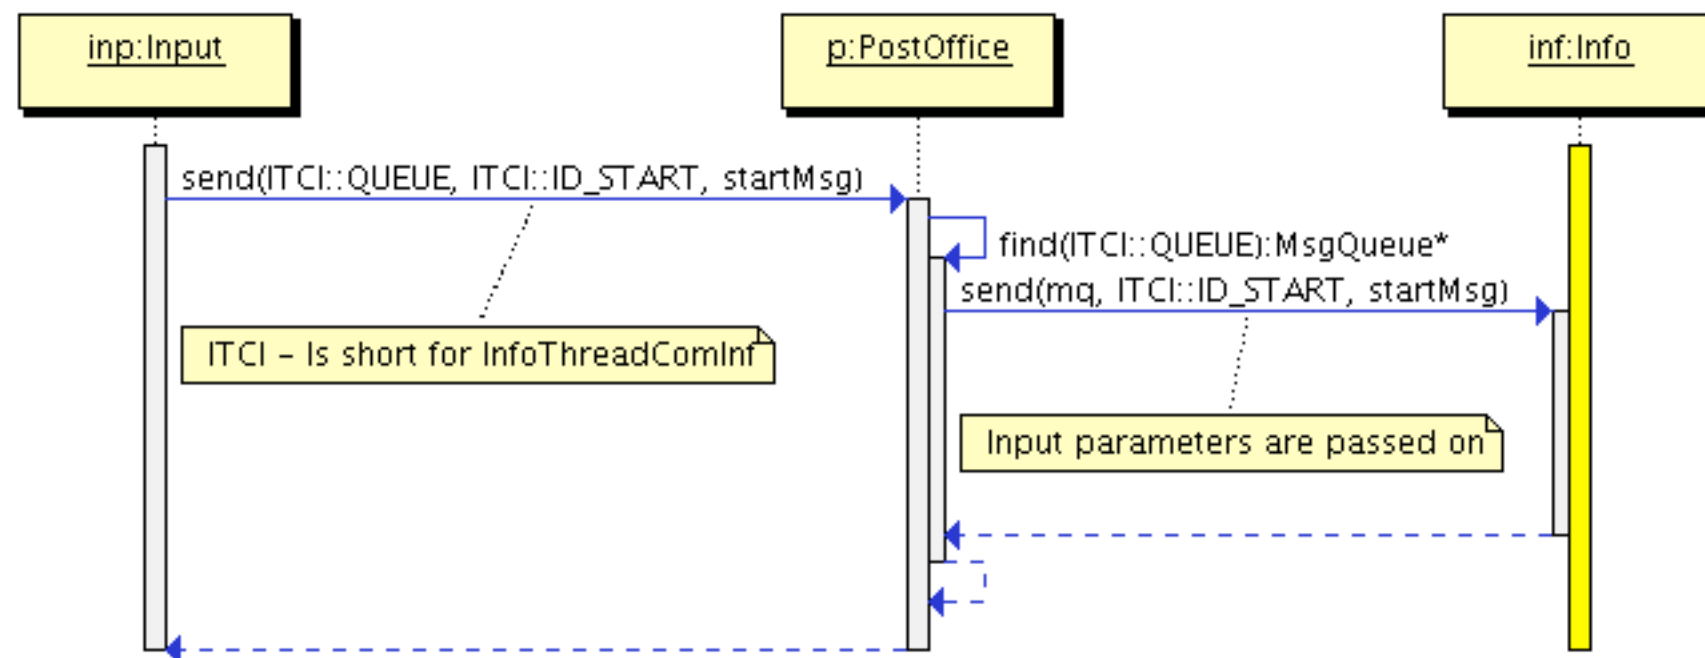 inp:Input
p:PostOffice
inf:Info
send(ITCI::QUEUE, ITCI::ID_START, startMsg)
find(ITCI::QUEUE):MsgQueue*
send(mq, ITCI::ID_START, startMsg)
ITCI – Is short for InfoThreadComInf
Input parameters are passed on